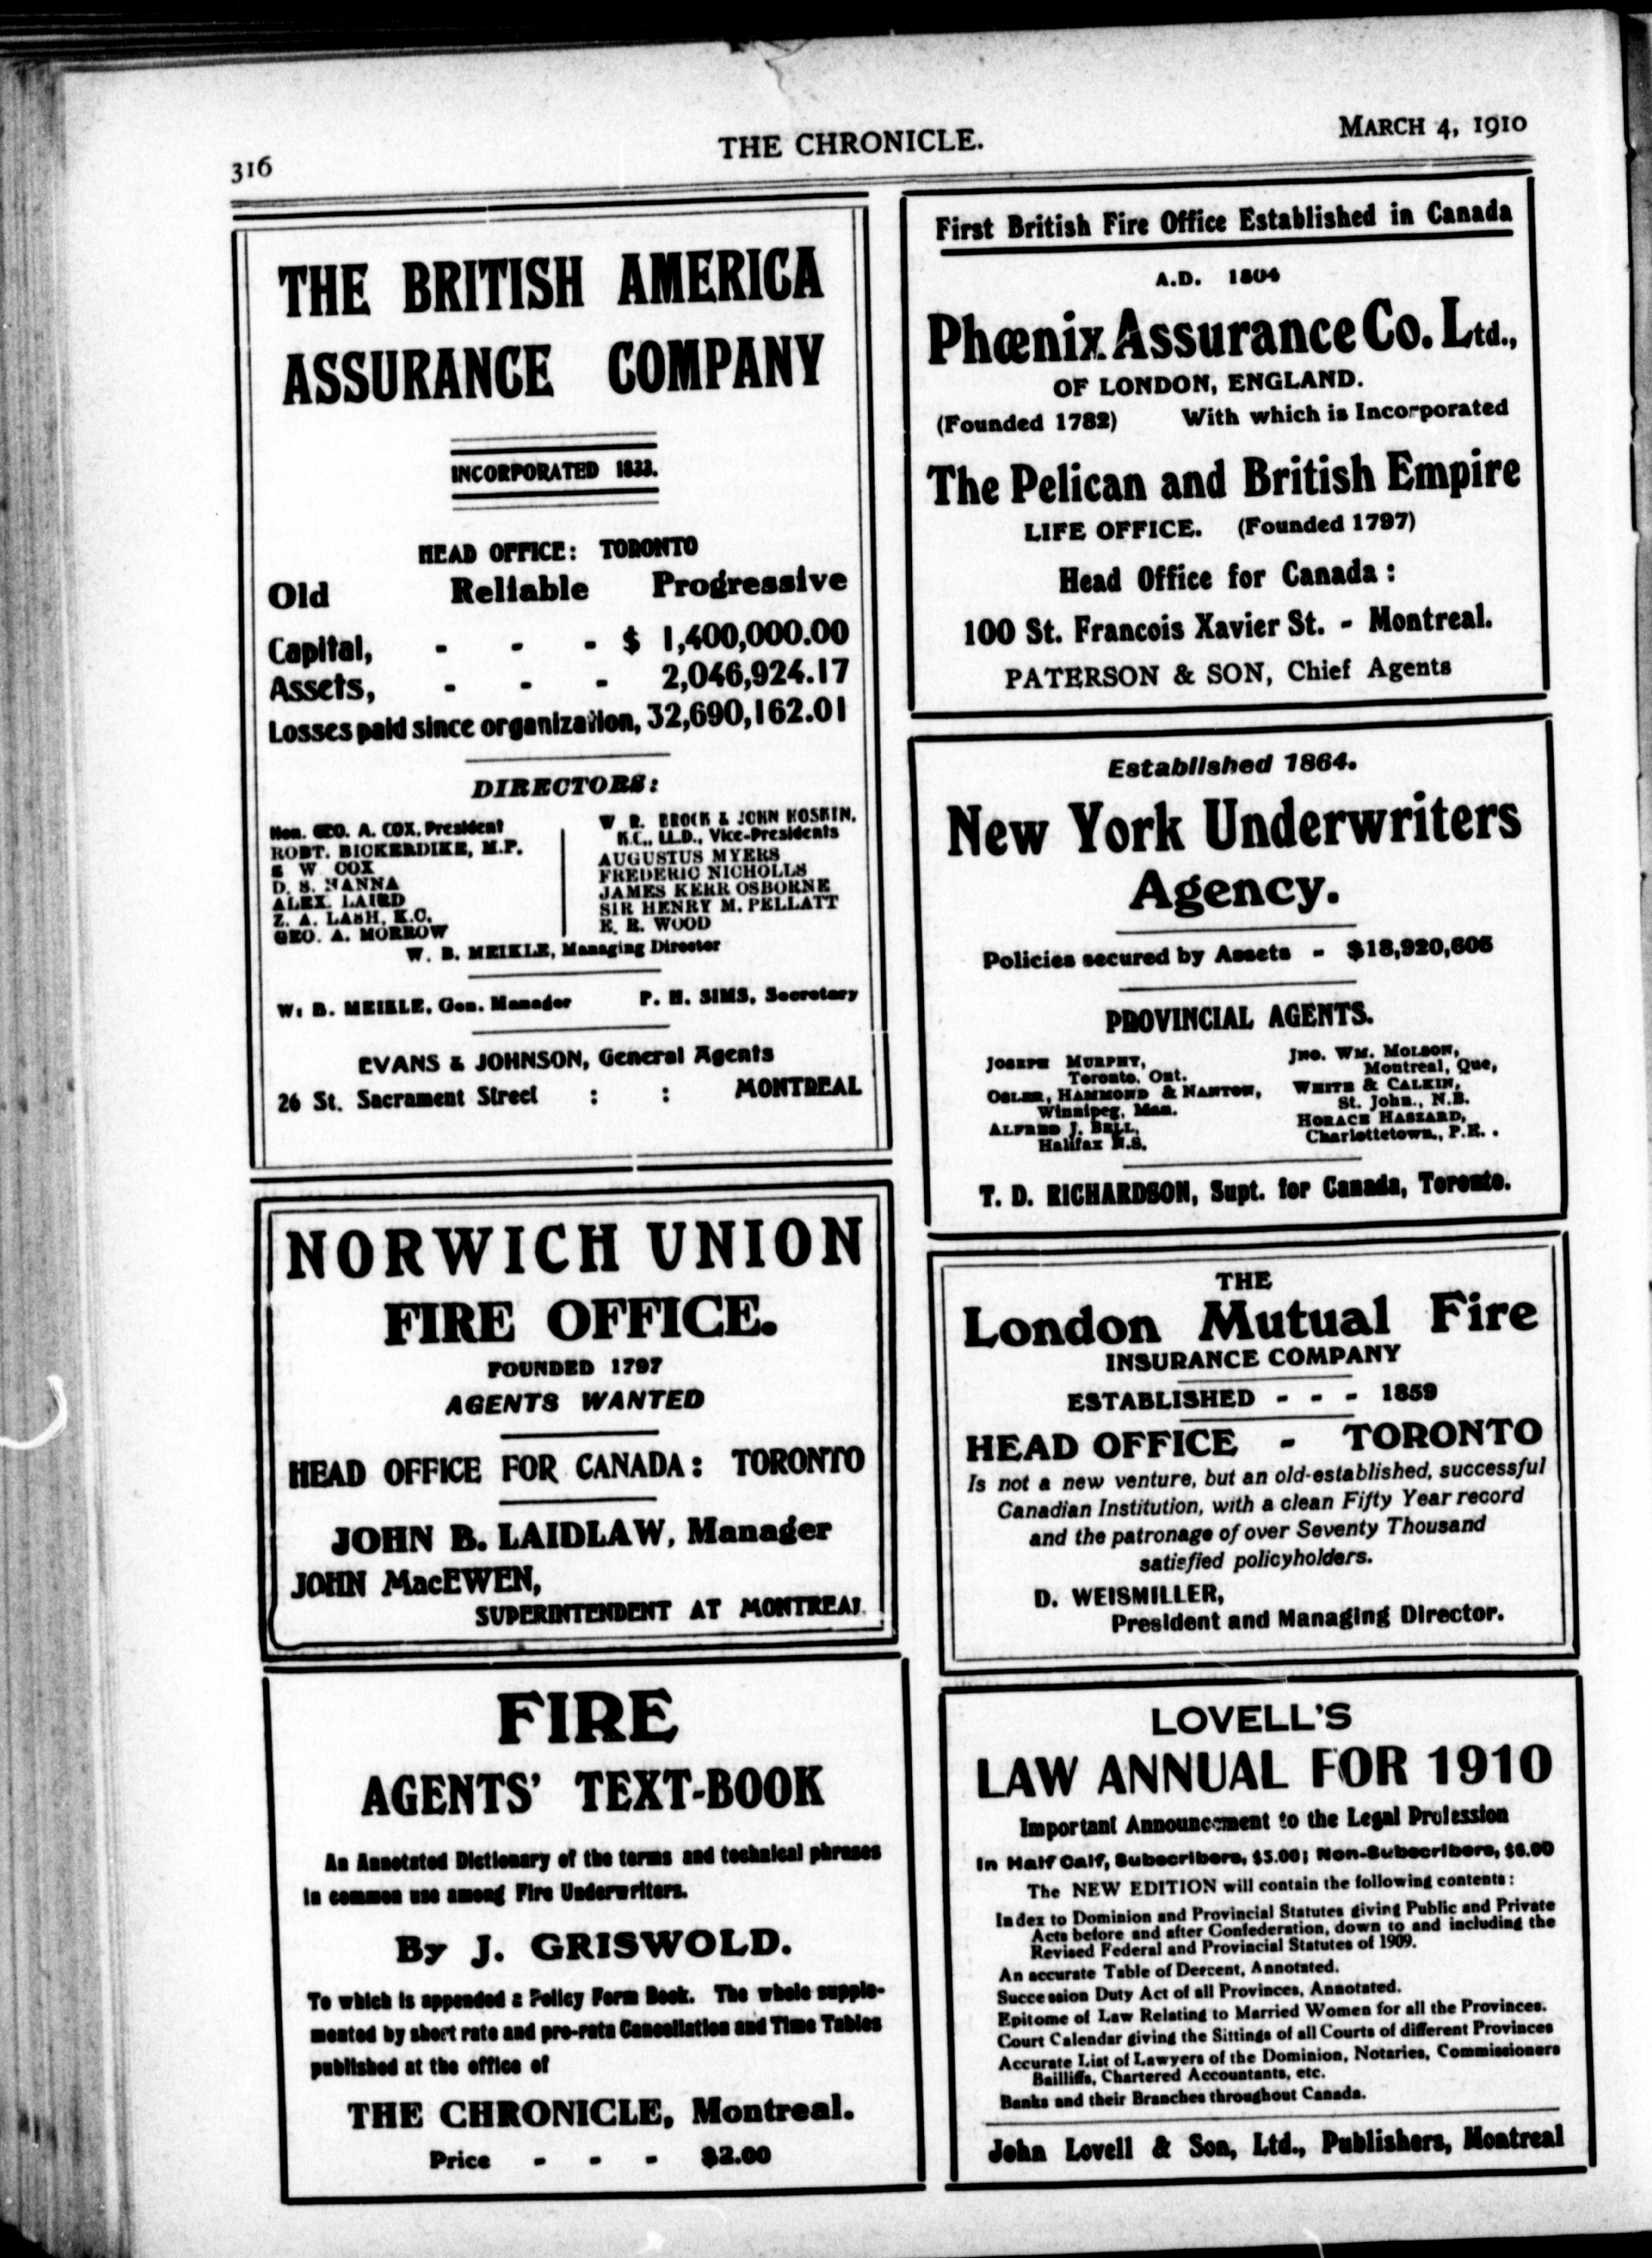 316
THE CHRONICLE.
MARCH 4, 1910
THE BRITISH AMERICA
ASSURANCE COMPANY
INCORPORATED 1833.
HEAD OFFICE: TORONTO
Old Reliable Progressive
Capital, - - - $ 1,400,000.00
Assets, - - - 2,046,924.17
Losses paid since organization, 32,690,162.01
DIRECTORS:
Hon. GEO. A. COX, President
ROBT. BICKERDIKE, M.P.
E W COX
D. B. HANNA
ALEX. LAIRD
Z. A. LASH, K.C.
GEO. A. MORROW
W R. BROCK & JOHN HOSKIN,
K.C., LL.D., Vice-Presidents
AUGUSTUS MYERS
FREDERIC NICHOLLS
JAMES KERR OSBORNE
SIR HENRY M. PELLATT
E. R. WOOD
W. B. MEIKLE, Managing Director
W. B. MEIKLE, Gen. Manager P. H. SIMS, Secretary
EVANS & JOHNSON, General Agents
26 St. Sacrament Street : : MONTREAL
NORWICH UNION
FIRE OFFICE.
FOUNDED 1797
AGENTS WANTED
HEAD OFFICE FOR CANADA: TORONTO
JOHN B. LAIDLAW, Manager
JOHN MacEWEN,
SUPERINTENDENT AT MONTREAL
FIRE
AGENTS' TEXT-BOOK
An Annotated Dictionary of the terms and technical phrases
in common use among Fire Underwriters.
By J. GRISWOLD.
To which is appended a Policy Form Book. The whole supple-
mented by short rate and pro-rata Cancellation and Time Tables
published at the office of
THE CHRONICLE, Montreal.
Price - - - $2.00
First British Fire Office Established in Canada
A.D. 1804
Phœnix Assurance Co. Ltd.,
OF LONDON, ENGLAND.
(Founded 1782) With which is Incorporated
The Pelican and British Empire
LIFE OFFICE. (Founded 1797)
Head Office for Canada :
100 St. Francois Xavier St. - Montreal.
PATERSON & SON, Chief Agents
Established 1864.
New York Underwriters
Agency.
Policies secured by Assets - $18,920,606
PROVINCIAL AGENTS.
JOSEPH MURPHY,
Toronto. Ont.
OSLER, HAMMOND & NANTON,
Winnipeg, Man.
ALFRED J. BELL,
Halifax N.S.
JNO. WM. MOLSON,
Montreal, Que,
WHITE & CALKIN,
St. John., N.B.
HORACE HASZARD,
Charlottetown., P.E. .
T. D. RICHARDSON, Supt. for Canada, Toronto.
THE
London Mutual Fire
INSURANCE COMPANY
ESTABLISHED - - - 1859
HEAD OFFICE - TORONTO
Is not a new venture, but an old-established, successful
Canadian Institution, with a clean Fifty Year record
and the patronage of over Seventy Thousand
satisfied policyholders.
D. WEISMILLER,
President and Managing Director.
LOVELL'S
LAW ANNUAL FOR 1910
Important Announcement to the Legal Profession
In Half Calf, Subscribers, $5.00; Non-Subscribers, $6.00
The NEW EDITION will contain the following contents :
Index to Dominion and Provincial Statutes giving Public and Private
Acts before and after Confederation, down to and including the
Revised Federal and Provincial Statutes of 1909.
An accurate Table of Dercent, Annotated.
Succession Duty Act of all Provinces, Annotated.
Epitome of Law Relating to Married Women for all the Provinces.
Court Calendar giving the Sittings of all Courts of different Provinces
Accurate List of Lawyers of the Dominion, Notaries, Commissioners
Bailliffs, Chartered Accountants, etc.
Banks and their Branches throughout Canada.
John Lovell & Son, Ltd., Publishers, Montreal